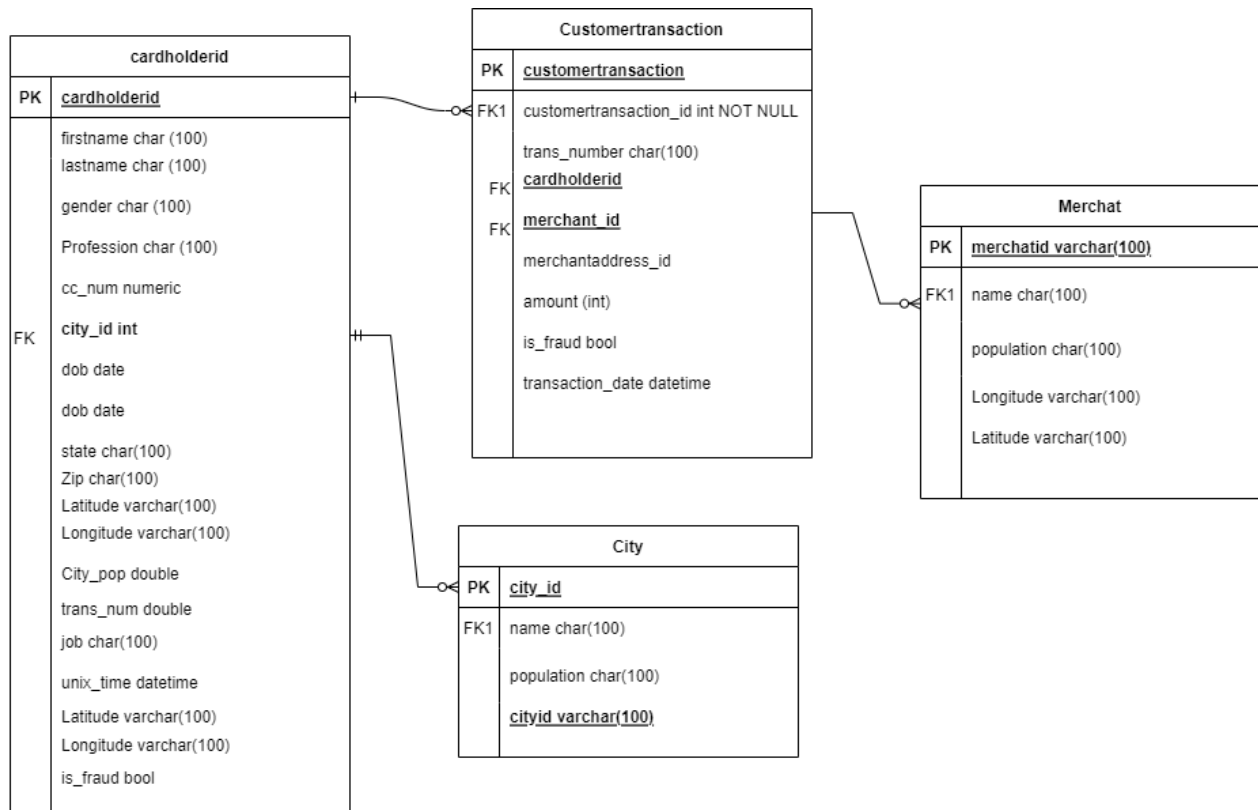 cardholderid
PK cardholderid
firstname char (100)
lastname char (100)
gender char (100)
Profession char (100)
cc_num numeric
FK city_id int
dob date
dob date
state char(100)
Zip char(100)
Latitude varchar(100)
Longitude varchar(100)
City_pop double
trans_num double
job char(100)
unix_time datetime
Latitude varchar(100)
Longitude varchar(100)
is_fraud bool
Customertransaction
PK customertransaction
FK1 customertransaction_id int NOT NULL
trans_number char(100)
FK cardholderid
FK merchant_id
merchantaddress_id
amount (int)
is_fraud bool
transaction_date datetime
Merchat
PK merchatid varchar(100)
FK1 name char(100)
population char(100)
Longitude varchar(100)
Latitude varchar(100)
City
PK city_id
FK1 name char(100)
population char(100)
cityid varchar(100)